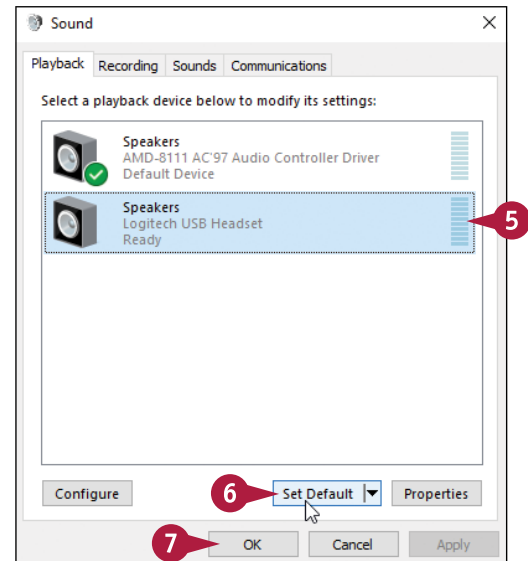 Sound
Playback Recording Sounds Communications
Select a playback device below to modify its settings:
Speakers
AMD-8111 AC'97 Audio Controller Driver
Default Device
Speakers
Logitech USB Headset
Ready
5
Configure
6
Set Default
Properties
7
OK
Cancel
Apply